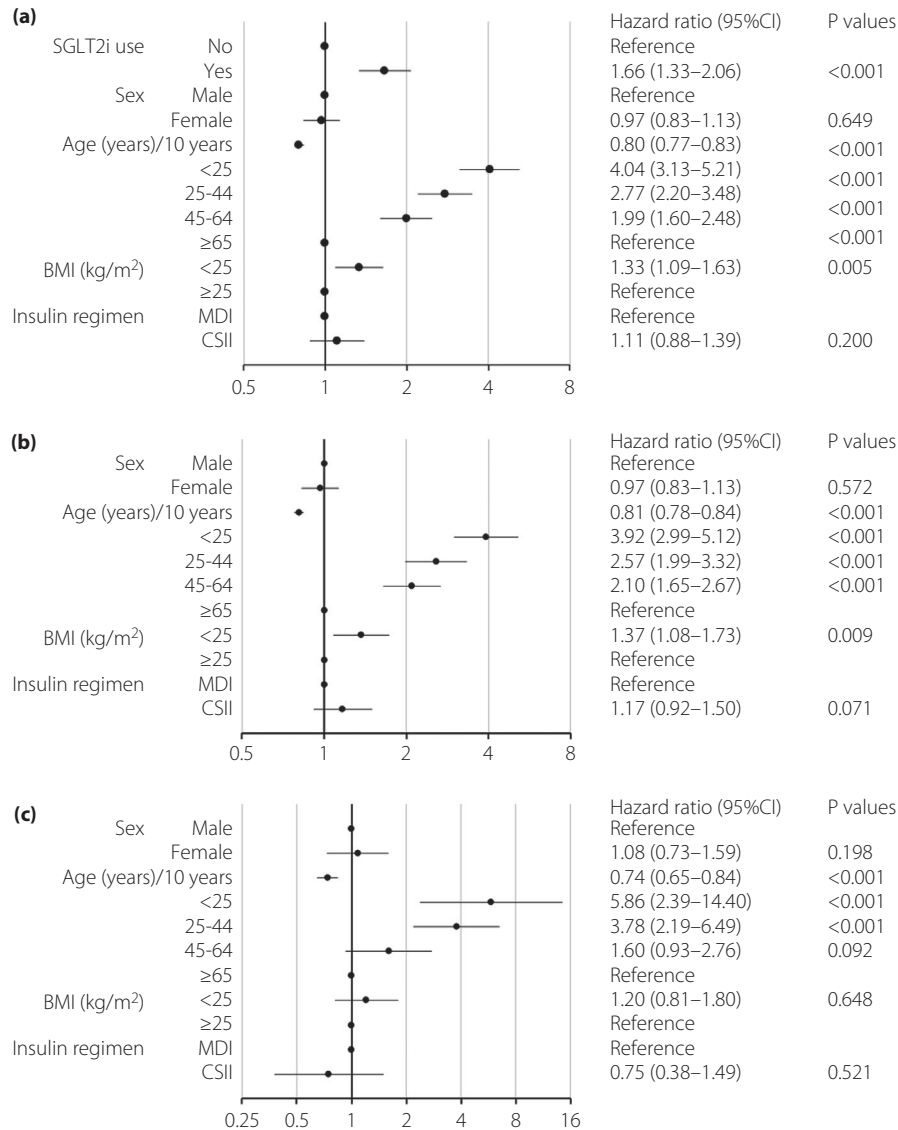 (a)
Hazard ratio (95%CI) P values
SGLT2i use No Reference
Yes 1.66 (1.33–2.06) <0.001
Sex Male Reference
Female 0.97 (0.83–1.13) 0.649
Age (years)/10 years 0.80 (0.77–0.83) <0.001
<25 4.04 (3.13–5.21) <0.001
25-44 2.77 (2.20–3.48) <0.001
45-64 1.99 (1.60–2.48) <0.001
≥65 Reference
BMI (kg/m²) <25 1.33 (1.09–1.63) 0.005
≥25 Reference
Insulin regimen MDI Reference
CSII 1.11 (0.88–1.39) 0.200
0.5 1 2 4 8
(b)
Hazard ratio (95%CI) P values
Sex Male Reference
Female 0.97 (0.83–1.13) 0.572
Age (years)/10 years 0.81 (0.78–0.84) <0.001
<25 3.92 (2.99–5.12) <0.001
25-44 2.57 (1.99–3.32) <0.001
45-64 2.10 (1.65–2.67) <0.001
≥65 Reference
BMI (kg/m²) <25 1.37 (1.08–1.73) 0.009
≥25 Reference
Insulin regimen MDI Reference
CSII 1.17 (0.92–1.50) 0.071
0.5 1 2 4 8
(c)
Hazard ratio (95%CI) P values
Sex Male Reference
Female 1.08 (0.73–1.59) 0.198
Age (years)/10 years 0.74 (0.65–0.84) <0.001
<25 5.86 (2.39–14.40) <0.001
25-44 3.78 (2.19–6.49) <0.001
45-64 1.60 (0.93–2.76) 0.092
≥65 Reference
BMI (kg/m²) <25 1.20 (0.81–1.80) 0.648
≥25 Reference
Insulin regimen MDI Reference
CSII 0.75 (0.38–1.49) 0.521
0.25 0.5 1 2 4 8 16